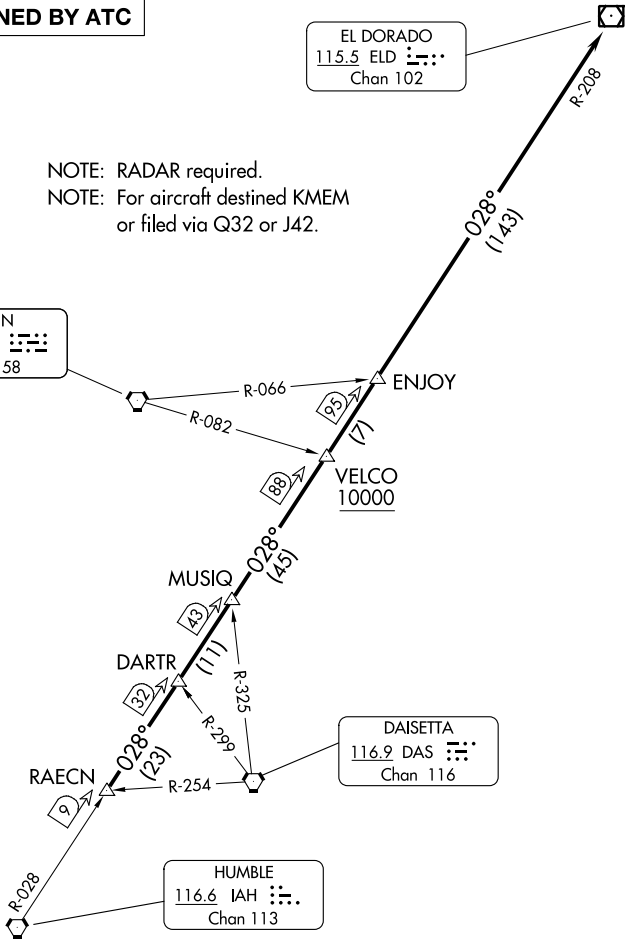 NED BY ATC
EL DORADO
115.5 ELD
Chan 102
R-208
NOTE: RADAR required.
NOTE: For aircraft destined KMEM
or filed via Q32 or J42.
028°
(143)
N
58
R-066
ENJOY
R-082
95
(7)
VELCO
10000
88
028°
(45)
MUSIQ
43
(11)
DARTR
R-325
32
R-299
028°
(23)
DAISETTA
116.9 DAS
Chan 116
RAECN
R-254
9
R-028
HUMBLE
116.6 IAH
Chan 113